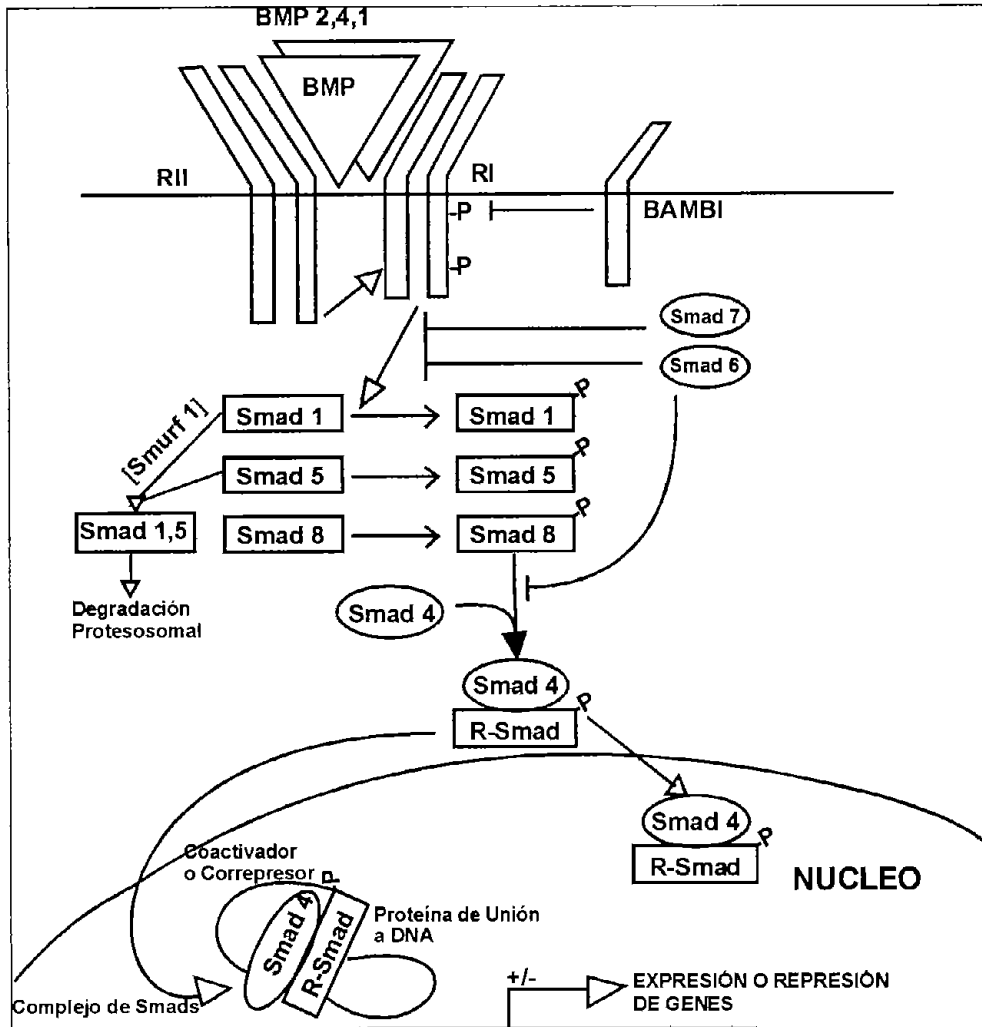 BMP 2,4,1
BMP
RII
RI
-P
BAMBI
-P
Smad 7
Smad 6
[Smurf 1]
Smad 1
Smad 1
P
Smad 5
Smad 5
P
Smad 1,5
Smad 8
Smad 8
P
Degradación
Protesosomal
Smad 4
Smad 4
P
R-Smad
Smad 4
P
R-Smad
NUCLEO
Coactivador
o Correpresor
P
Smad 4
R-Smad
Proteína de Unión
a DNA
Complejo de Smads
+/-
EXPRESIÓN O REPRESIÓN
DE GENES